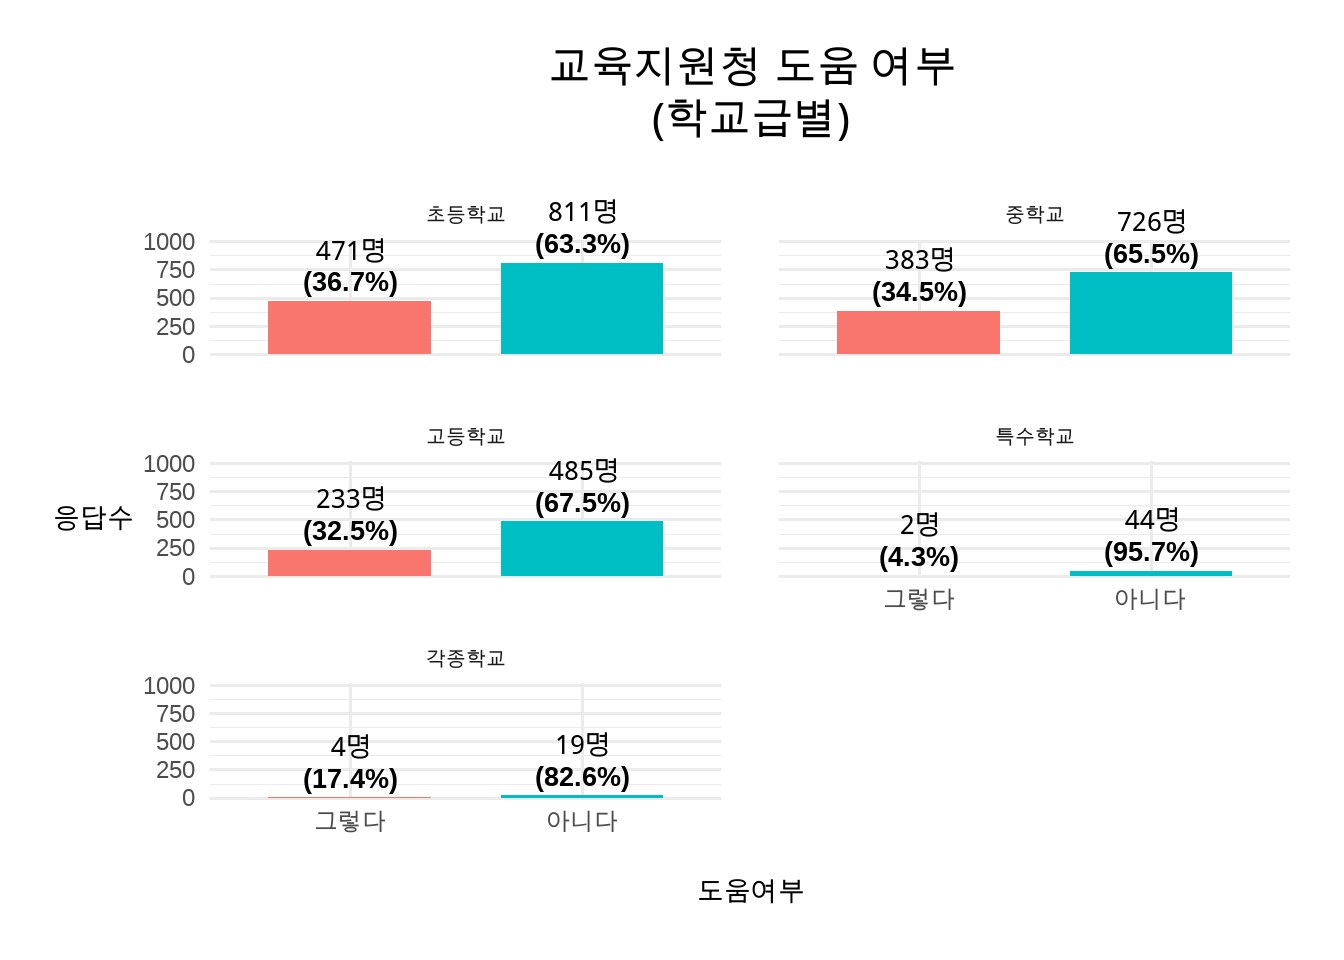 교육지원청 도움 여부
(학교급별)
초등학교
중학교
1000
750
500
250
0
471명
(36.7%)
811명
(63.3%)
383명
(34.5%)
726명
(65.5%)
고등학교
특수학교
응답수
1000
750
500
250
0
233명
(32.5%)
485명
(67.5%)
2명
(4.3%)
44명
(95.7%)
그렇다
아니다
각종학교
1000
750
500
250
0
4명
(17.4%)
19명
(82.6%)
그렇다
아니다
도움여부